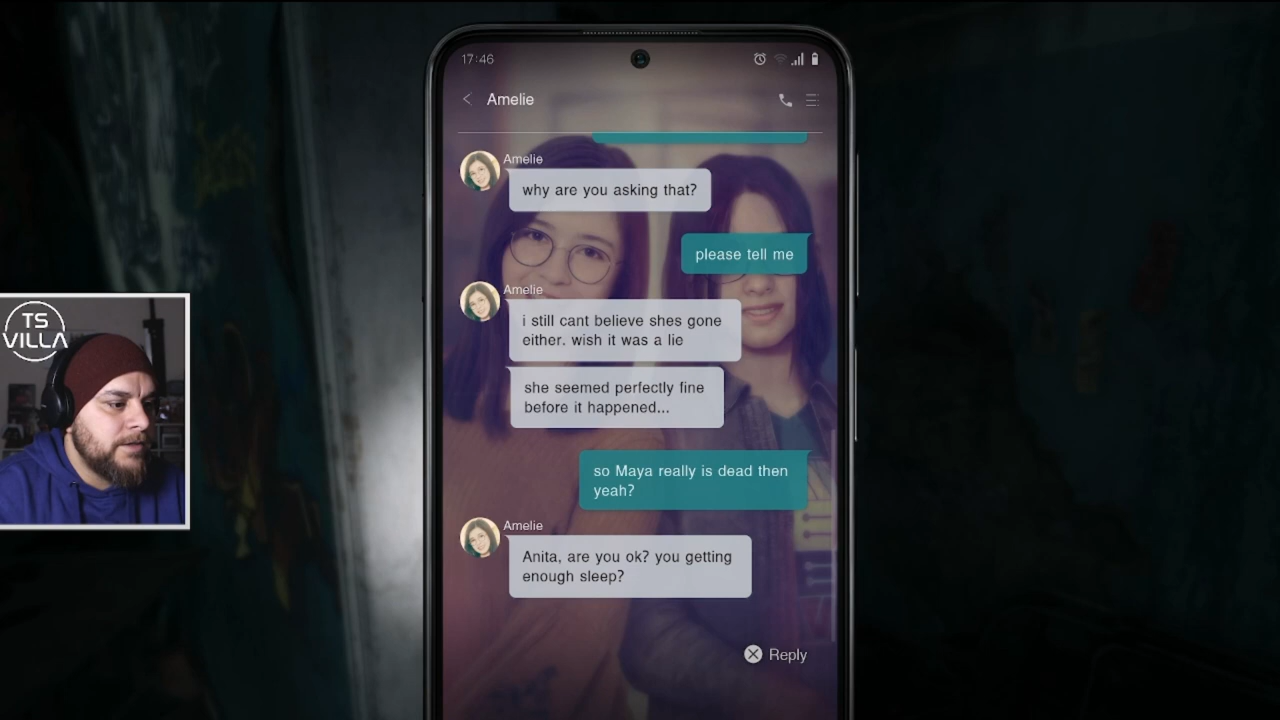 17:46
Amelie
Amelie
why are you asking that?
please tell me
Amelie
i still cant believe shes gone
either. wish it was a lie
she seemed perfectly fine
before it happened...
so Maya really is dead then
yeah?
Amelie
Anita, are you ok? you getting
enough sleep?
Reply
TS
VILLA